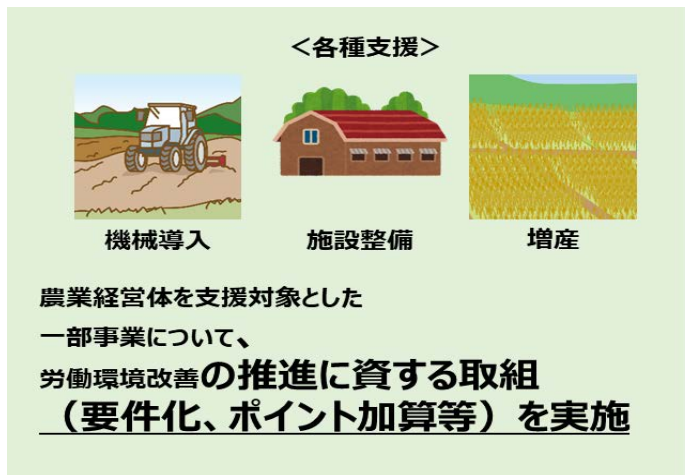 ＜各種支援＞
機械導入 施設整備 増産
農業経営体を支援対象とした
一部事業について、
労働環境改善の推進に資する取組
（要件化、ポイント加算等）を実施